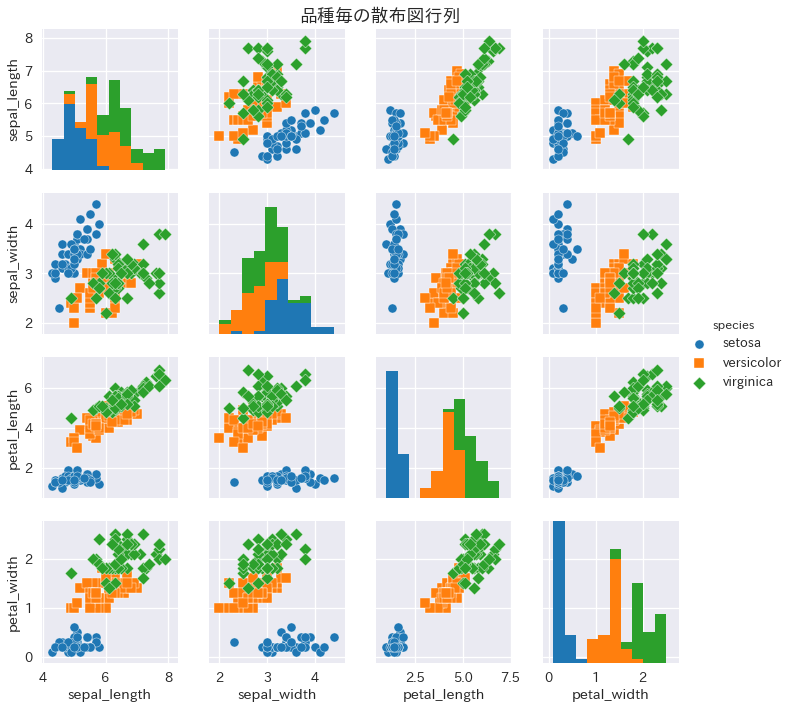 品種毎の散布図行列
sepal_length
8
7
6
5
4
sepal_width
4
3
2
petal_length
6
4
2
petal_width
2
1
0
4 6 8
sepal_length
2 3 4
sepal_width
2.5 5.0 7.5
petal_length
0 1 2
petal_width
species
setosa
versicolor
virginica